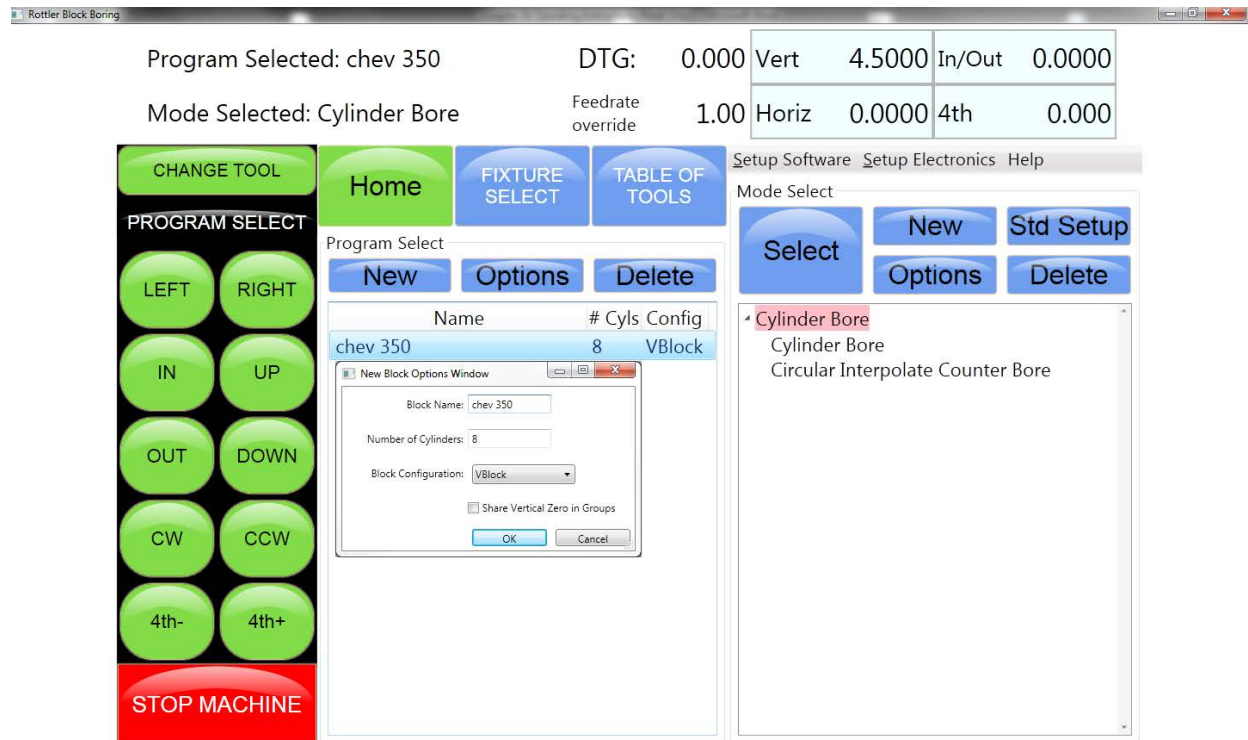 Rottler Block Boring
Program Selected: chev 350
DTG: 0.000
Vert 4.5000 In/Out 0.0000
Mode Selected: Cylinder Bore
Feedrate
override 1.00
Horiz 0.0000 4th 0.000
CHANGE TOOL
PROGRAM SELECT
LEFT RIGHT
IN UP
OUT DOWN
CW CCW
4th- 4th+
STOP MACHINE
Home
FIXTURE
SELECT
TABLE OF
TOOLS
Program Select
New Options Delete
Name # Cyls Config
chev 350 8 VBlock
New Block Options Window
Block Name: chev 350
Number of Cylinders: 8
Block Configuration: VBlock
Share Vertical Zero in Groups
OK Cancel
Setup Software Setup Electronics Help
Mode Select
Select
New Std Setup
Options Delete
Cylinder Bore
Cylinder Bore
Circular Interpolate Counter Bore